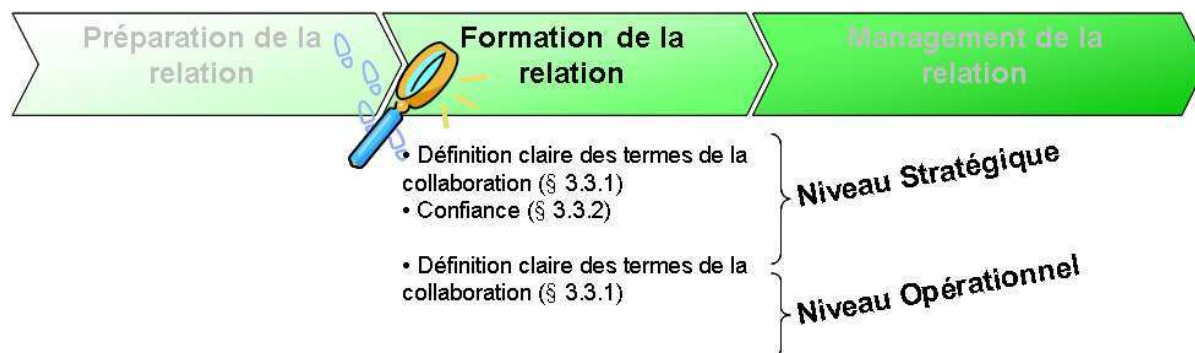 Préparation de la
relation
Formation de la
relation
Management de la
relation
• Définition claire des termes de la
collaboration (§ 3.3.1)
• Confiance (§ 3.3.2)
Niveau Stratégique
• Définition claire des termes de la
collaboration (§ 3.3.1)
Niveau Opérationnel